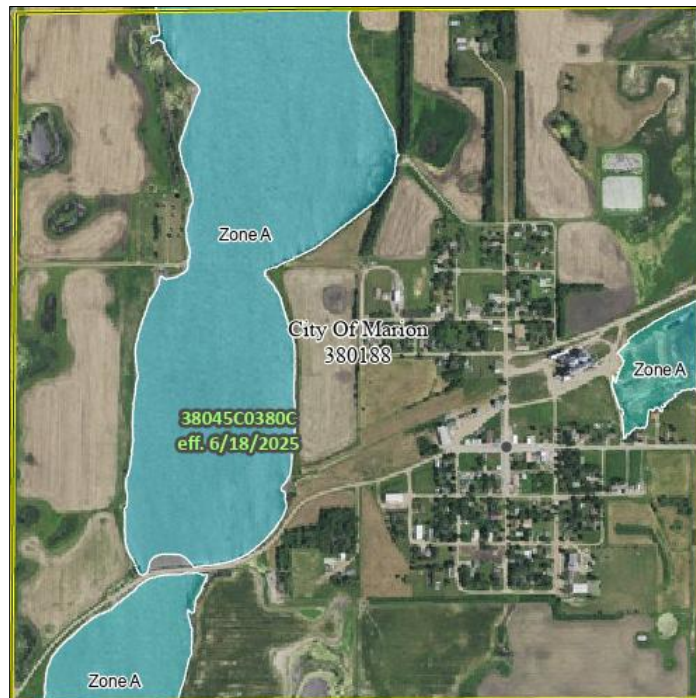 Zone A
City Of Marion
380188
Zone A
38045C0380C
eff. 6/18/2025
Zone A